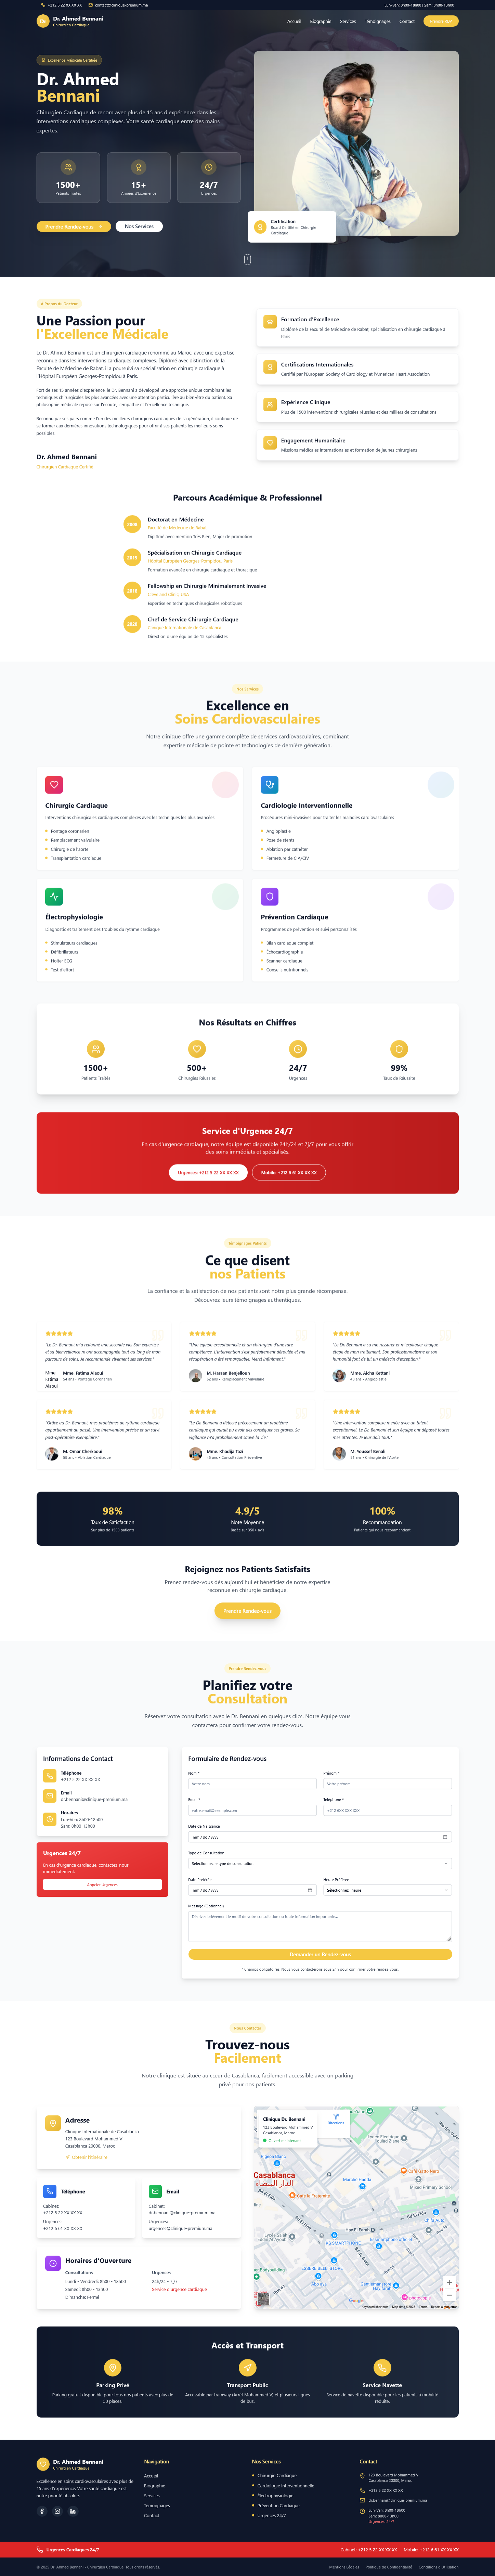 +212 5 22 XX XX XX
contact@clinique-premium.ma
Lun-Ven: 8h00-18h00 | Sam: 8h00-13h00
Dr. Ahmed Bennani
Chirurgien Cardiaque
Accueil
Biographie
Services
Témoignages
Contact
Excellence Médicale Certifiée
Dr. Ahmed
Bennani
Chirurgien Cardiaque de renom avec plus de 15 ans d'expérience dans les
interventions cardiaques complexes. Votre santé cardiaque entre des mains
expertes.
1500+
Patients Traités
15+
Années d'Expérience
24/7
Urgences
Prendre Rendez-vous
Nos Services
Certification
Board Certifié en Chirurgie
Cardiaque
À Propos du Docteur
Une Passion pour
l'Excellence Médicale
Le Dr. Ahmed Bennani est un chirurgien cardiaque renommé au Maroc, avec une expertise
reconnue dans les interventions cardiaques complexes. Diplômé avec distinction de la
Faculté de Médecine de Rabat, il a poursuivi sa spécialisation en chirurgie cardiaque à
l'Hôpital Européen Georges-Pompidou à Paris.
Fort de ses 15 années d'expérience, le Dr. Bennani a développé une approche unique combinant les
techniques chirurgicales les plus avancées avec une attention particulière au bien-être du patient. Sa
philosophie médicale repose sur l'écoute, l'empathie et l'excellence technique.
Reconnu par ses pairs comme l'un des meilleurs chirurgiens cardiaques de sa génération, il continue de
former aux dernières innovations technologiques pour offrir à ses patients les meilleurs soins
possibles.
Dr. Ahmed Bennani
Chirurgien Cardiaque Certifié
Formation d'Excellence
Diplômé de la Faculté de Médecine de Rabat, spécialisation en chirurgie cardiaque à
Paris
Certifications Internationales
Certifié par l'European Society of Cardiology et l'American Heart Association
Expérience Clinique
Plus de 1500 interventions chirurgicales réussies et des milliers de consultations
Engagement Humanitaire
Missions médicales internationales et formation de jeunes chirurgiens
Parcours Académique & Professionnel
Doctorat en Médecine
Faculté de Médecine de Rabat
Diplômé avec mention Très Bien, Major de promotion
Spécialisation en Chirurgie Cardiaque
Hôpital Européen Georges-Pompidou, Paris
Formation avancée en chirurgie cardiaque et thoracique
Fellowship en Chirurgie Minimalement Invasive
Cleveland Clinic, USA
Expertise en techniques chirurgicales robotiques
2020
Chef de Service Chirurgie Cardiaque
Clinique Internationale de Casablanca
Direction d'une équipe de 15 spécialistes
Nos Services
Excellence en
Soins Cardiovasculaires
Notre clinique offre une gamme complète de services cardiovasculaires, combinant
expertise médicale de pointe et technologies de dernière génération.
Chirurgie Cardiaque
Interventions chirurgicales cardiaques complexes avec les techniques les plus avancées
Pontage coronarien
Remplacement valvulaire
Chirurgie de l'aorte
Transplantation cardiaque
Cardiologie Interventionnelle
Procédures mini-invasives pour traiter les maladies cardiovasculaires
Angioplastie
Pose de stents
Ablation par cathéter
Fermeture de CIA/CIV
Électrophysiologie
Diagnostic et traitement des troubles du rythme cardiaque
Stimulateurs cardiaques
Défibrillateurs
Holter ECG
Test d'effort
Prévention Cardiaque
Programmes de prévention et suivi personnalisés
Bilan cardiaque complet
Échocardiographie
Scanner cardiaque
Conseils nutritionnels
Nos Résultats en Chiffres
1500+
Patients Traités
500+
Chirurgies Réussies
24/7
Urgences
99%
Taux de Réussite
Service d'Urgence 24/7
En cas d'urgence cardiaque, notre équipe est disponible 24h/24 et 7j/7 pour vous offrir
des soins immédiats et spécialisés.
Urgences: +212 5 22 XX XX XX
Mobile: +212 6 61 XX XX XX
Témoignages Patients
Ce que disent
nos Patients
La confiance et la satisfaction de nos patients sont notre plus grande récompense.
Découvrez leurs témoignages authentiques.
"Le Dr. Bennani m'a redonné une seconde vie. Son expertise
et sa bienveillance m'ont accompagnée tout au long de mon
parcours de soins. Je recommande vivement ses services."
Mme. Fatima Alaoui
Mme. Fatima Alaoui
54 ans • Pontage Coronarien
"Une équipe exceptionnelle et un chirurgien d'une rare
compétence. L'intervention s'est parfaitement déroulée et ma
récupération a été remarquable. Merci infiniment."
M. Hassan Benjelloun
62 ans • Remplacement Valvulaire
"Le Dr. Bennani a su me rassurer et m'expliquer chaque
étape de mon traitement. Son professionnalisme et son
humanité font de lui un médecin d'exception."
Mme. Aicha Kettani
48 ans • Angioplastie
"Grâce au Dr. Bennani, mes problèmes de rythme cardiaque
appartiennent au passé. Une intervention précise et un suivi
post-opératoire exemplaire."
M. Omar Cherkaoui
58 ans • Ablation Cardiaque
"Le Dr. Bennani a détecté précocement un problème
cardiaque qui aurait pu avoir des conséquences graves. Sa
vigilance m'a probablement sauvé la vie."
Mme. Khadija Tazi
45 ans • Consultation Préventive
"Une intervention complexe menée avec un talent
exceptionnel. Le Dr. Bennani et son équipe ont dépassé toutes
mes attentes. Je leur dois tout."
M. Youssef Benali
51 ans • Chirurgie de l'Aorte
98%
Taux de Satisfaction
Sur plus de 1500 patients
4.9/5
Note Moyenne
Basée sur 350+ avis
100%
Recommandation
Patients qui nous recommandent
Rejoignez nos Patients Satisfaits
Prenez rendez-vous dès aujourd'hui et bénéficiez de notre expertise
reconnue en chirurgie cardiaque.
Prendre Rendez-vous
Prendre Rendez-vous
Planifiez votre
Consultation
Réservez votre consultation avec le Dr. Bennani en quelques clics. Notre équipe vous
contactera pour confirmer votre rendez-vous.
Informations de Contact
Téléphone
+212 5 22 XX XX XX
Email
dr.bennani@clinique-premium.ma
Horaires
Lun-Ven: 8h00-18h00
Sam: 8h00-13h00
Urgences 24/7
En cas d'urgence cardiaque, contactez-nous
immédiatement.
Appeler Urgences
Formulaire de Rendez-vous
Nom *
Prénom *
Votre nom
Votre prénom
Email *
Téléphone *
votre.email@exemple.com
+212 XXX XXX XXX
Date de Naissance
mm / dd / yyyy
Type de Consultation
Sélectionnez le type de consultation
Date Préférée
Heure Préférée
mm / dd / yyyy
Sélectionnez l'heure
Message (Optionnel)
Décrivez brièvement le motif de votre consultation ou toute information importante...
Demander un Rendez-vous
* Champs obligatoires. Nous vous contacterons sous 24h pour confirmer votre rendez-vous.
Nous Contacter
Trouvez-nous
Facilement
Notre clinique est située au cœur de Casablanca, facilement accessible avec un parking
privé pour nos patients.
Adresse
Clinique Internationale de Casablanca
123 Boulevard Mohammed V
Casablanca 20000, Maroc
Obtenir l'itinéraire
Téléphone
Cabinet:
+212 5 22 XX XX XX
Urgences:
+212 6 61 XX XX XX
Email
Cabinet:
dr.bennani@clinique-premium.ma
Urgences:
urgences@clinique-premium.ma
Horaires d'Ouverture
Consultations
Lundi - Vendredi: 8h00 - 18h00
Samedi: 8h00 - 13h00
Dimanche: Fermé
Urgences
24h/24 - 7j/7
Service d'urgence cardiaque
Clinique Dr. Bennani
123 Boulevard Mohammed V
Casablanca, Maroc
Ouvert maintenant
Directions
Casablanca
الدار البيضاء
Marché Hadda
Café Gatto Nero
Mixed Primary School
Café la Fraternité
KS SMARTPHONE
Google
Accès et Transport
Parking Privé
Parking gratuit disponible pour tous nos patients avec plus de
50 places.
Transport Public
Accessible par tramway (Arrêt Mohammed V) et plusieurs lignes
de bus.
Service Navette
Service de navette disponible pour les patients à mobilité
réduite.
Dr. Ahmed Bennani
Chirurgien Cardiaque
Excellence en soins cardiovasculaires avec plus de
15 ans d'expérience. Votre santé cardiaque est
notre priorité absolue.
Navigation
Accueil
Biographie
Services
Témoignages
Contact
Nos Services
Chirurgie Cardiaque
Cardiologie Interventionnelle
Électrophysiologie
Prévention Cardiaque
Urgences 24/7
Contact
123 Boulevard Mohammed V
Casablanca 20000, Maroc
+212 5 22 XX XX XX
dr.bennani@clinique-premium.ma
Lun-Ven: 8h00-18h00
Sam: 8h00-13h00
Urgences: 24/7
Urgences Cardiaques 24/7
Cabinet: +212 5 22 XX XX XX
Mobile: +212 6 61 XX XX XX
© 2025 Dr. Ahmed Bennani - Chirurgien Cardiaque. Tous droits réservés.
Mentions Légales
Politique de Confidentialité
Conditions d'Utilisation